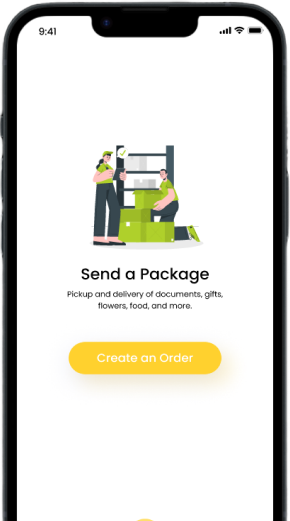 9:41
Send a Package
Pickup and delivery of documents, gifts,
flowers, food, and more.
Create an Order